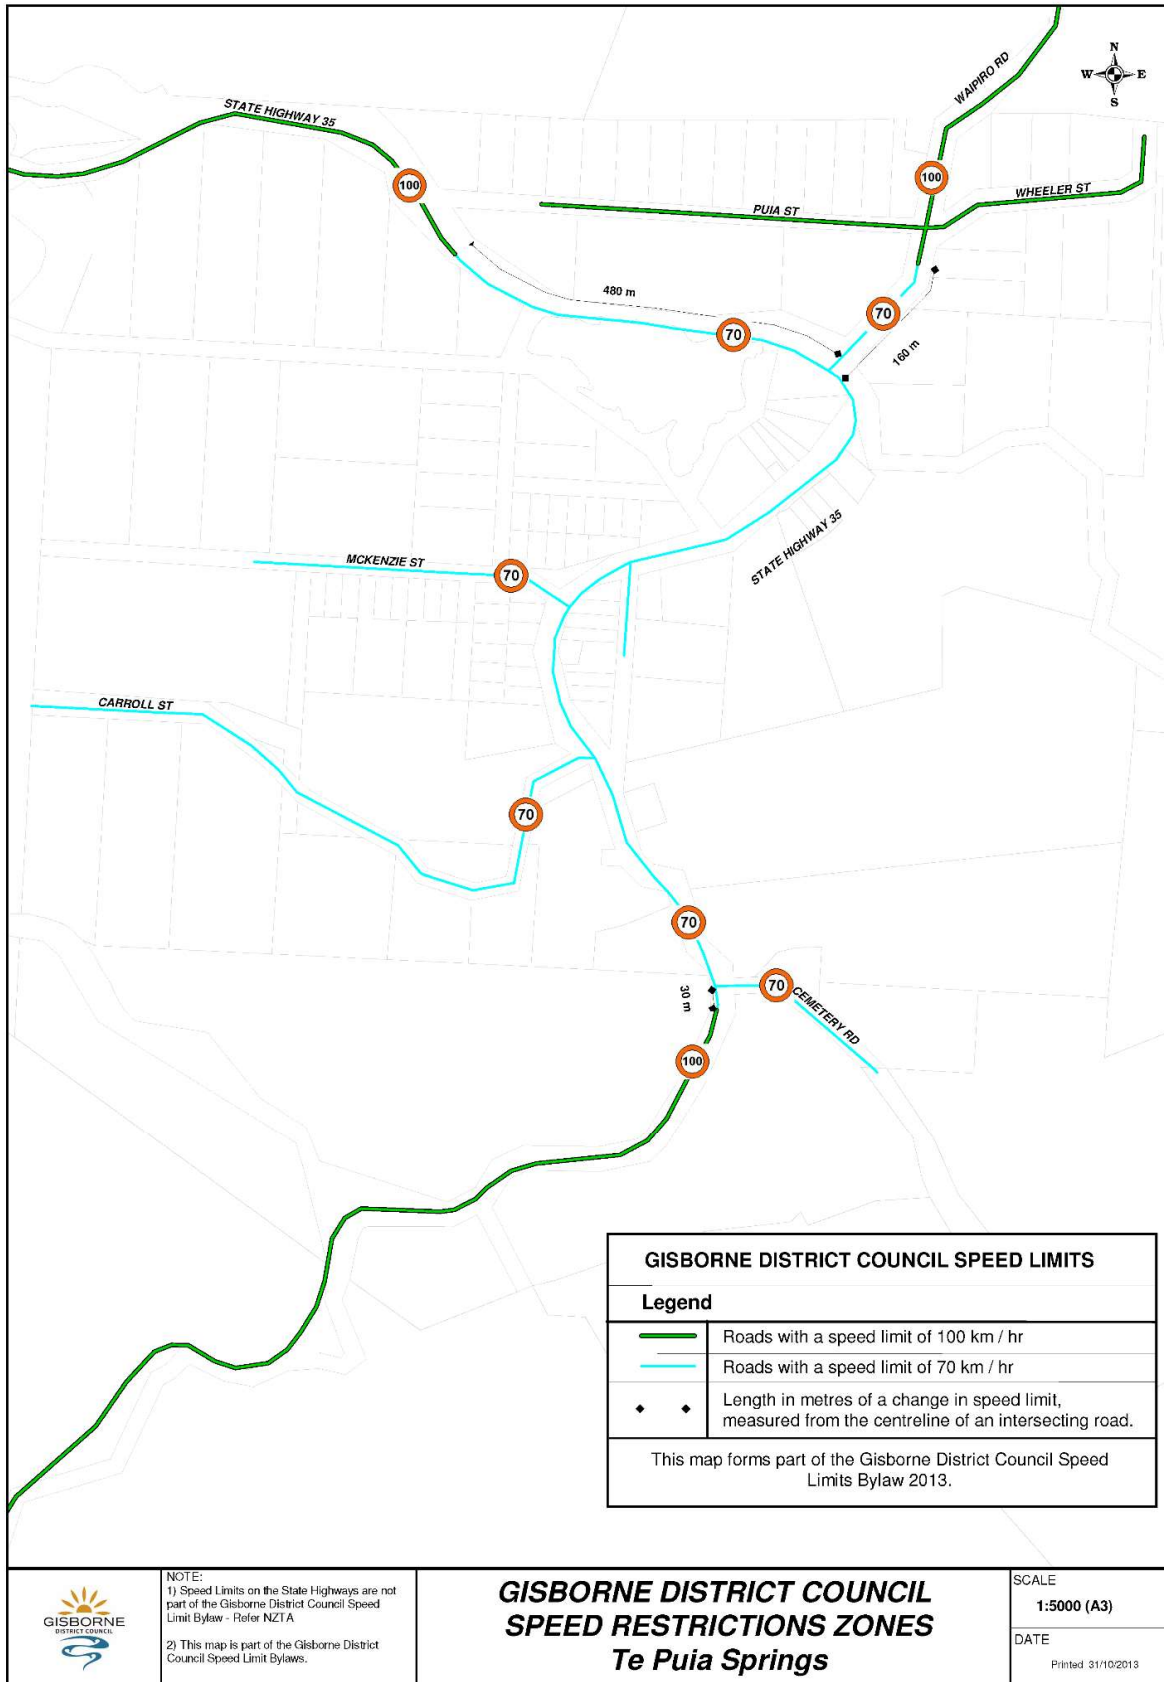 N
W E
S
WAIPIRO RD
STATE HIGHWAY 35
100
100
WHEELER ST
PUIA ST
480 m
70
70
160 m
STATE HIGHWAY 35
MCKENZIE ST
70
CARROLL ST
70
70
30 m
70
CEMETERY RD
100
GISBORNE DISTRICT COUNCIL SPEED LIMITS
Legend
Roads with a speed limit of 100 km / hr
Roads with a speed limit of 70 km / hr
Length in metres of a change in speed limit,
measured from the centreline of an intersecting road.
This map forms part of the Gisborne District Council Speed
Limits Bylaw 2013.
GISBORNE
DISTRICT COUNCIL
NOTE:
1) Speed Limits on the State Highways are not
part of the Gisborne District Council Speed
Limit Bylaw - Refer NZTA
2) This map is part of the Gisborne District
Council Speed Limit Bylaws.
GISBORNE DISTRICT COUNCIL
SPEED RESTRICTIONS ZONES
Te Puia Springs
SCALE
1:5000 (A3)
DATE
Printed 31/10/2013